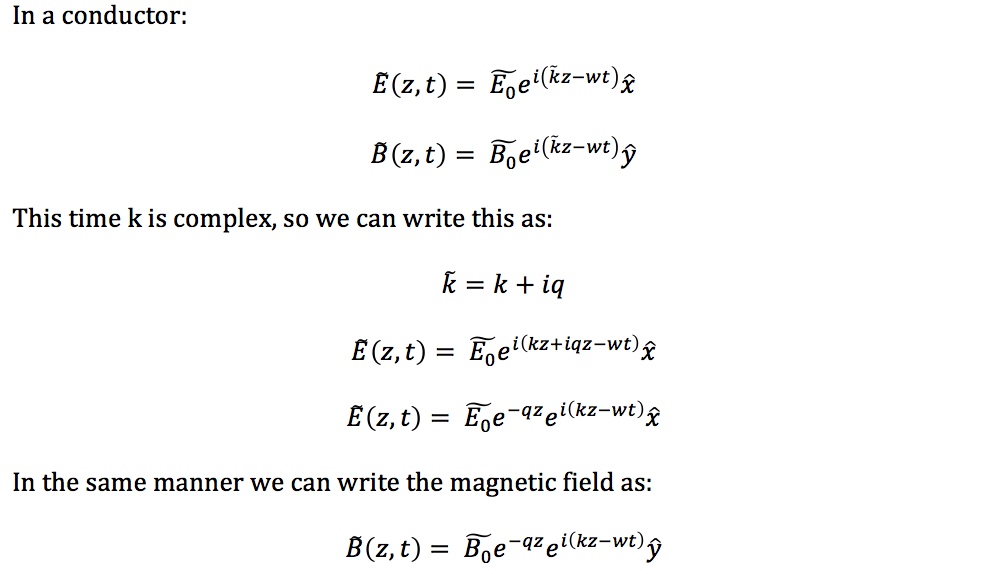 In a conductor:
Ẽ(z, t) = Ẽ₀e^{i(k̃z−wt)}x̂
B̃(z, t) = B̃₀e^{i(k̃z−wt)}ŷ
This time k is complex, so we can write this as:
k̃ = k + iq
Ẽ(z, t) = Ẽ₀e^{i(kz+iqz−wt)}x̂
Ẽ(z, t) = Ẽ₀e^{−qz}e^{i(kz−wt)}x̂
In the same manner we can write the magnetic field as:
B̃(z, t) = B̃₀e^{−qz}e^{i(kz−wt)}ŷ